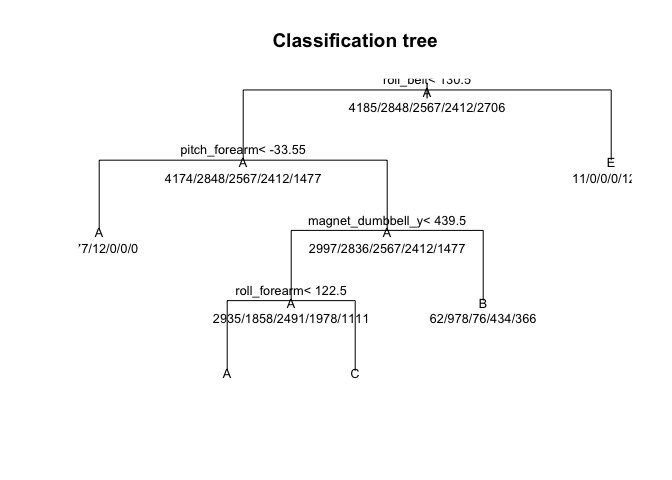 Classification tree
roll_belt< 130.5
A
4185/2848/2567/2412/2706
pitch_forearm< -33.55
A
4174/2848/2567/2412/1477
E
11/0/0/0/12
A
77/12/0/0/0
magnet_dumbbell_y< 439.5
A
2997/2836/2567/2412/1477
roll_forearm< 122.5
A
2935/1858/2491/1978/1111
B
62/978/76/434/366
A
C